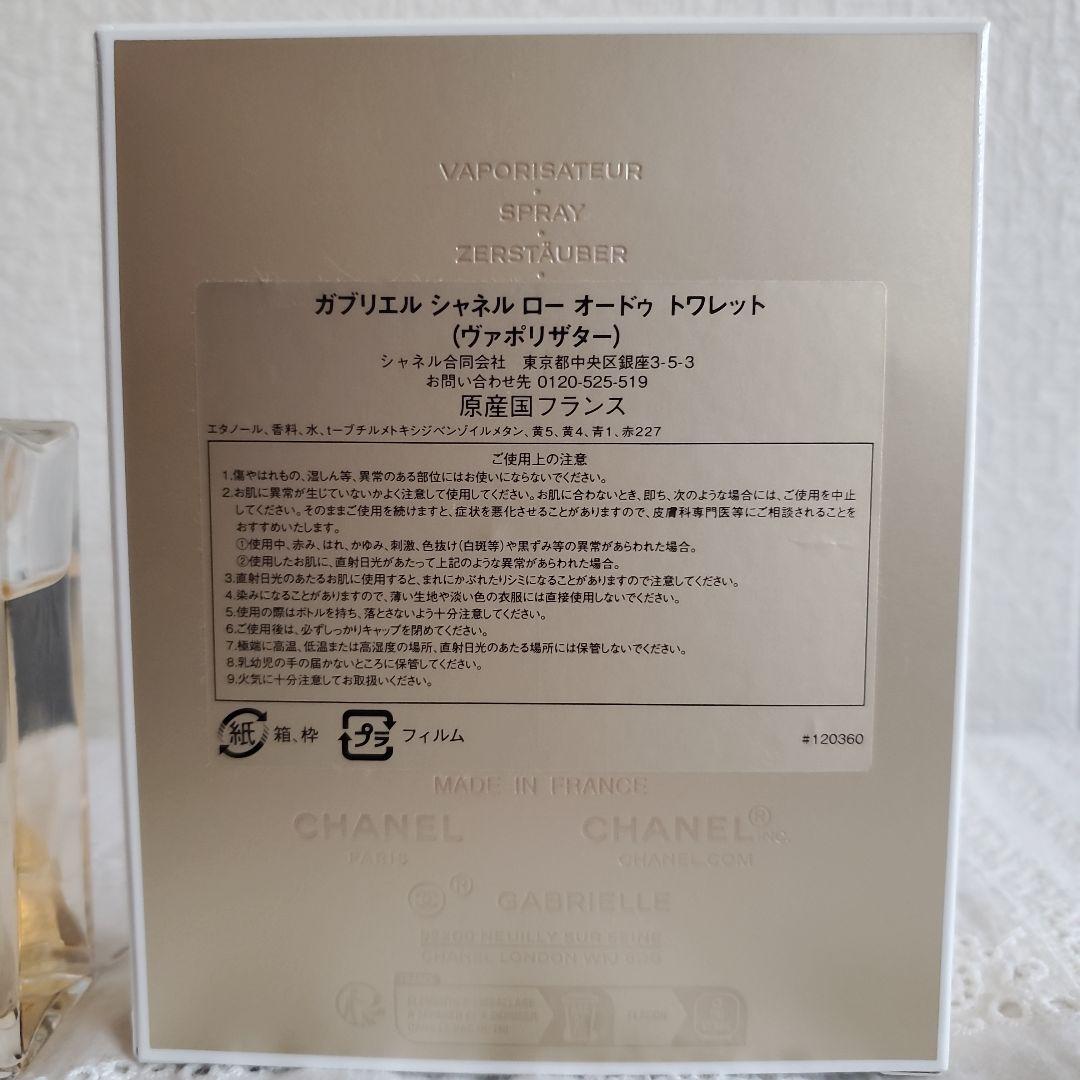 VAPORISATEUR
SPRAY
ZERSTÄUBER
ガブリエル シャネル ロー オードゥ トワレット
(ヴァポリザター)
シャネル合同会社 東京都中央区銀座3-5-3
お問い合わせ先 0120-525-519
原産国フランス
エタノール、香料、水、t-ブチルメトキシジベンゾイルメタン、黄5、黄4、青1、赤227
ご使用上の注意
1.傷やはれもの、湿しん等、異常のある部位にはお使いにならないでください。
2.お肌に異常が生じていないかよく注意して使用してください。お肌に合わないとき、即ち、次のような場合には、ご使用を中止
してください。そのままご使用を続けますと、症状を悪化させることがありますので、皮膚科専門医等にご相談されることを
おすすめいたします。
①使用中、赤み、はれ、かゆみ、刺激、色抜け(白斑等)や黒ずみ等の異常があらわれた場合。
②使用したお肌に、直射日光があたって上記のような異常があらわれた場合。
3.直射日光のあたるお肌に使用すると、まれにかぶれたりシミになることがありますので注意してください。
4.染みになることがありますので、薄い生地や淡い色の衣服には直接使用しないでください。
5.使用の際はボトルを持ち、落とさないよう十分注意してください。
6.ご使用後は、必ずしっかりキャップを閉めてください。
7.極端に高温、低温または高湿度の場所、直射日光のあたる場所には保管しないでください。
8.乳幼児の手の届かないところに保管してください。
9.火気に十分注意してお取扱いください。
紙 箱、枠 プラ フィルム #120360
MADE IN FRANCE
CHANEL CHANEL® INC.
PARIS CHANEL.COM
® GABRIELLE
92200 NEUILLY SUR SEINE
CHANEL LONDON
FLACON